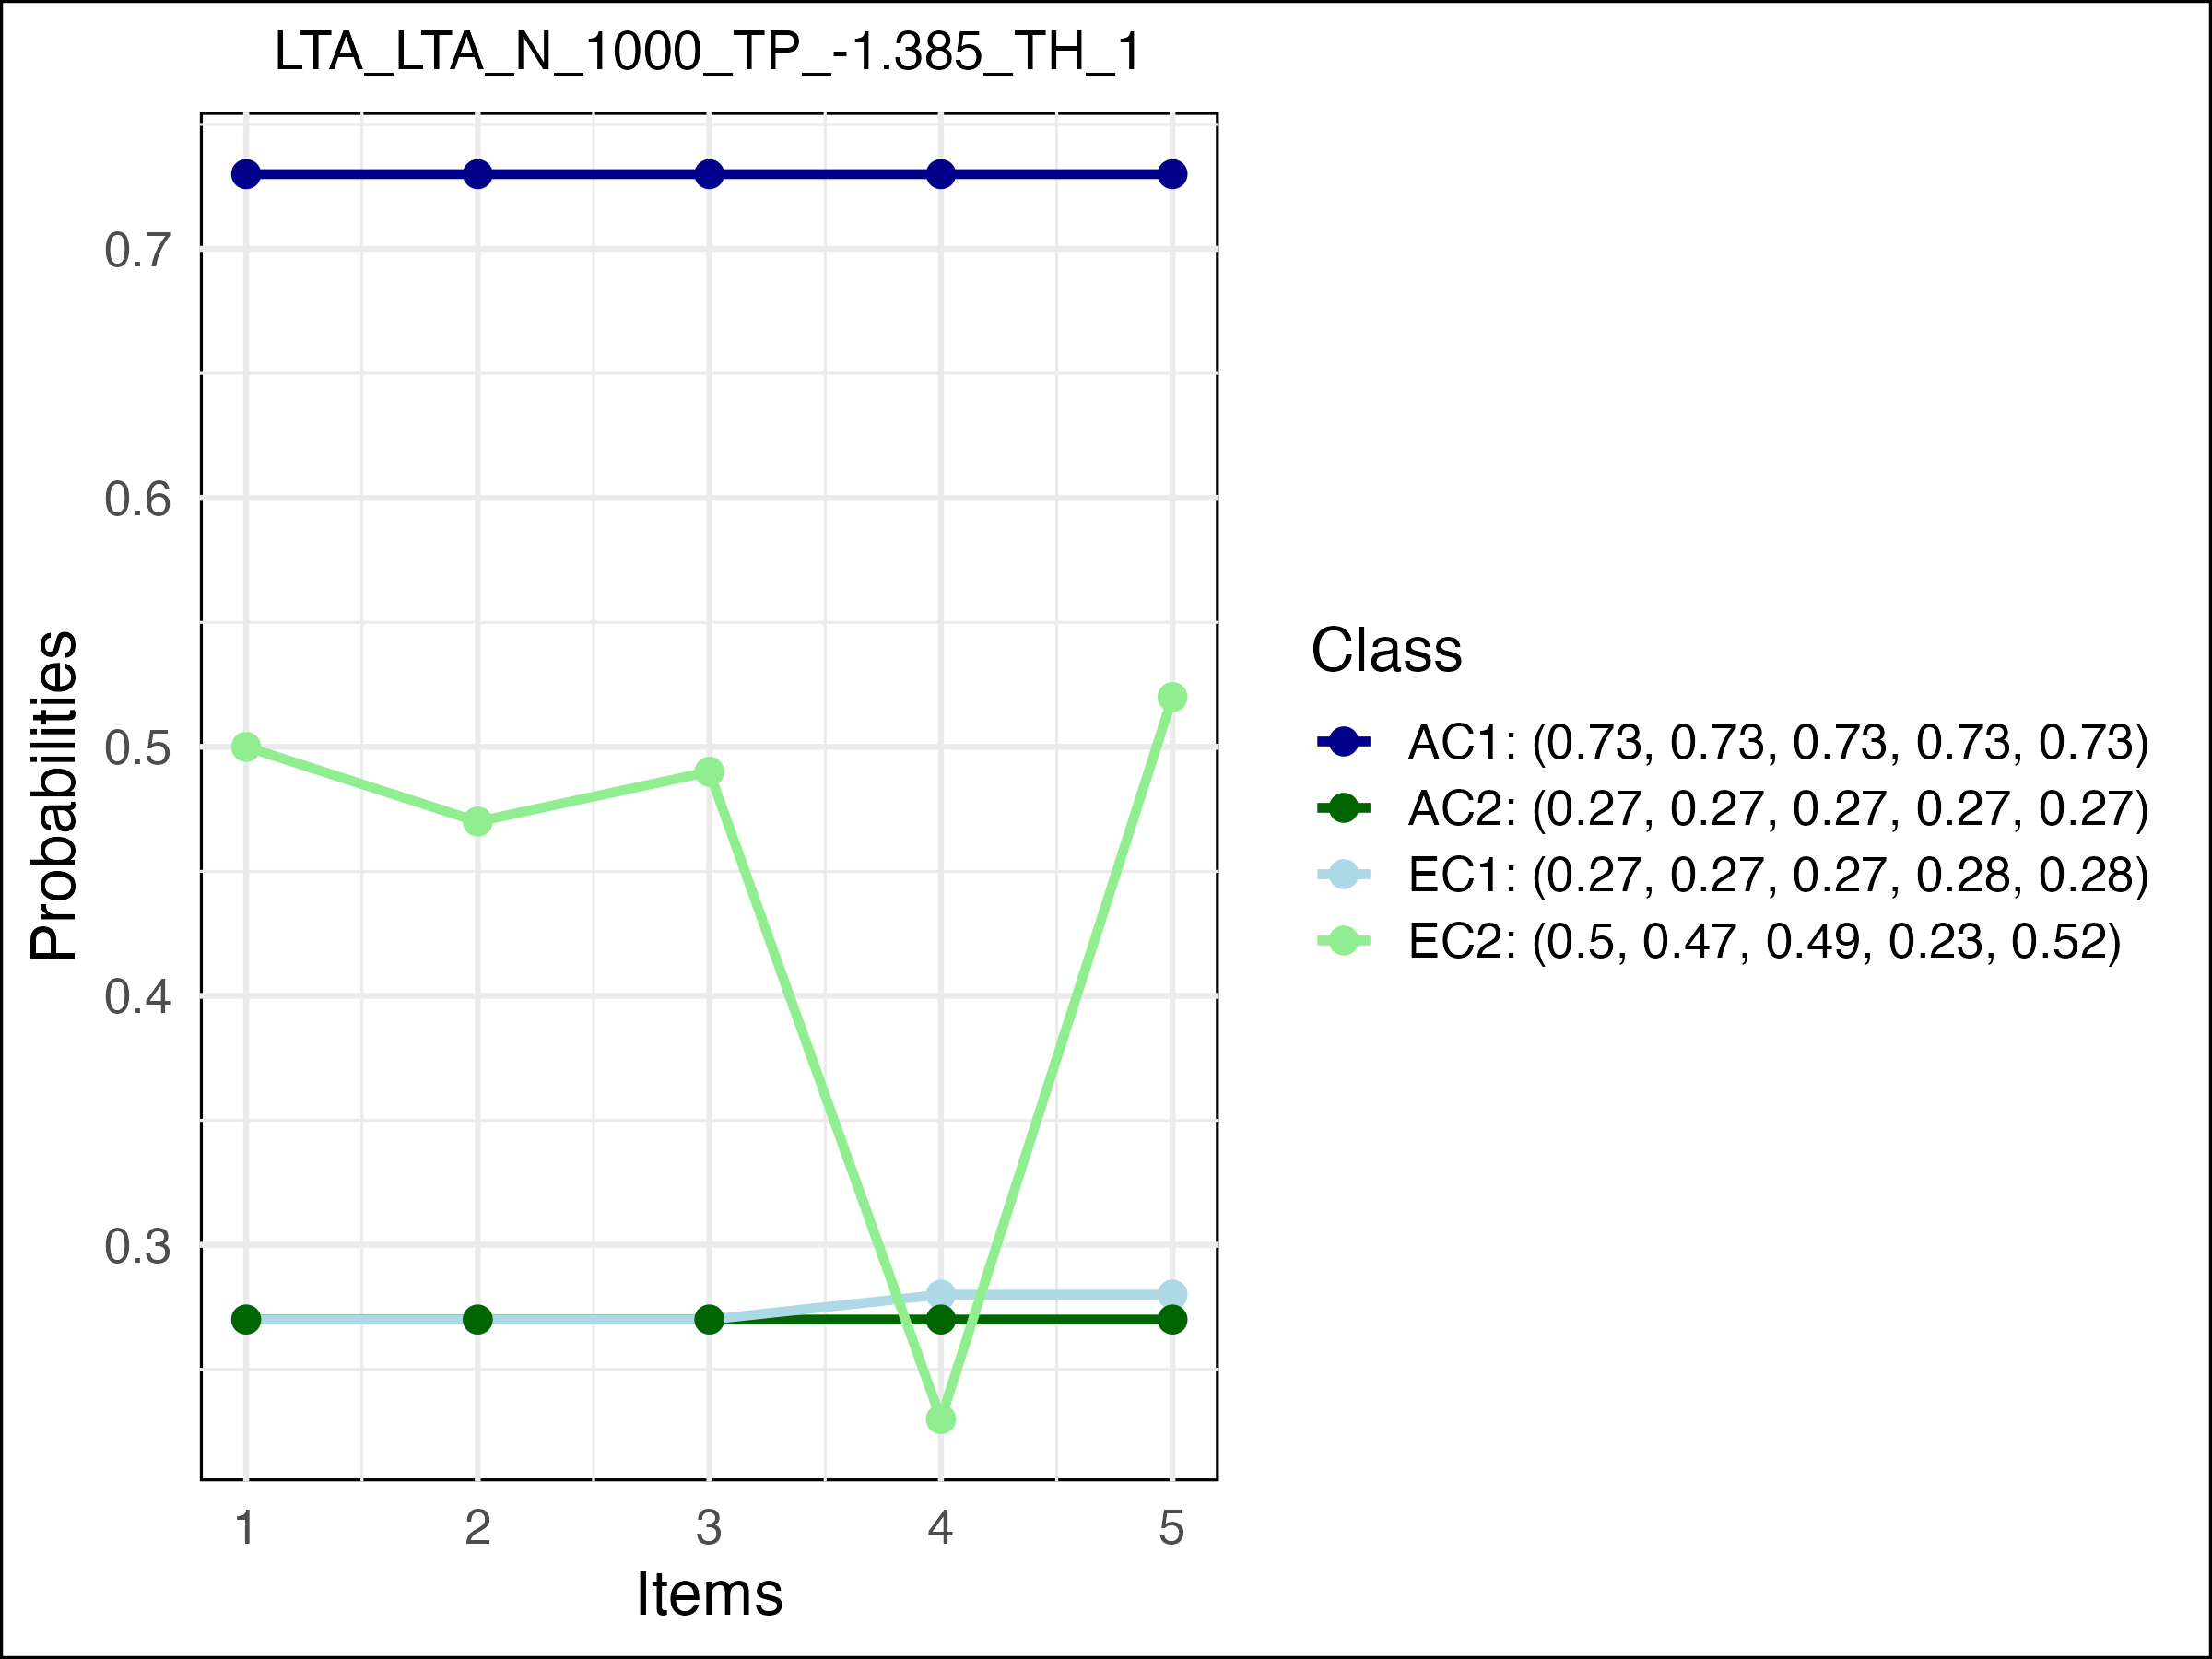 LTA_LTA_N_1000_TP_-1.385_TH_1
Probabilities
0.7
0.6
0.5
0.4
0.3
1 2 3 4 5
Items
Class
AC1: (0.73, 0.73, 0.73, 0.73, 0.73)
AC2: (0.27, 0.27, 0.27, 0.27, 0.27)
EC1: (0.27, 0.27, 0.27, 0.28, 0.28)
EC2: (0.5, 0.47, 0.49, 0.23, 0.52)